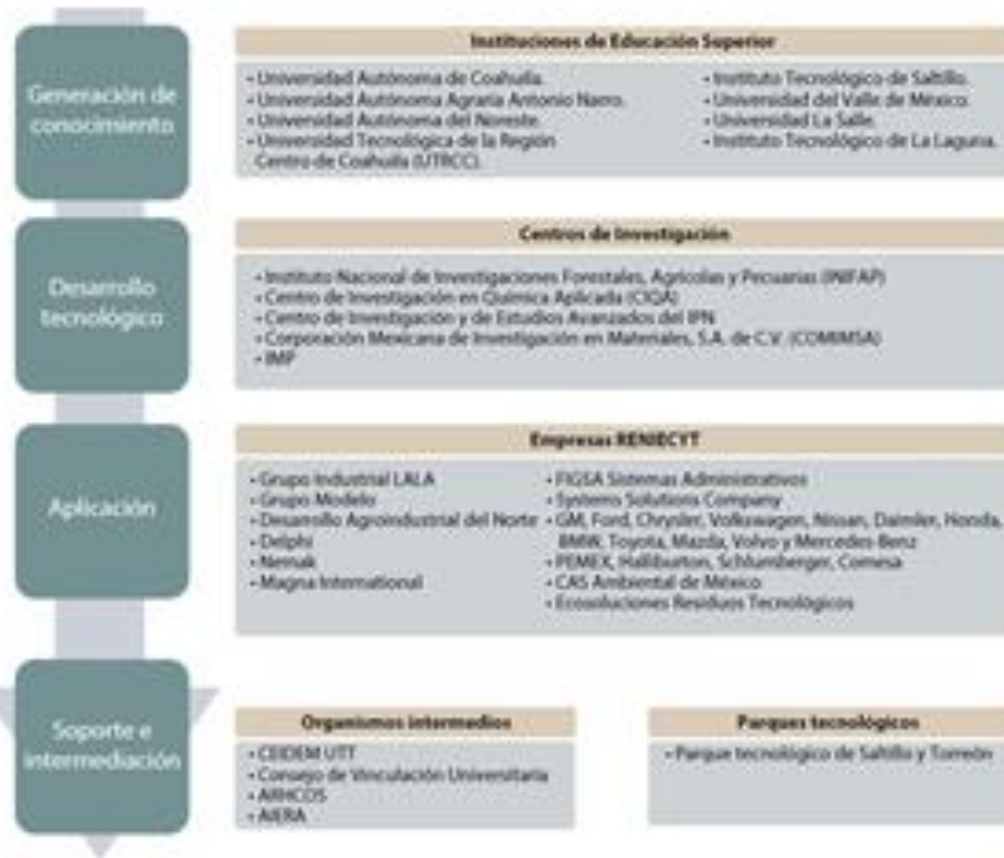 Generación de
conocimiento
Instituciones de Educación Superior
• Universidad Autónoma de Coahuila.
• Universidad Autónoma Agraria Antonio Narro.
• Universidad Autónoma del Noreste.
• Universidad Tecnológica de la Región
Centro de Coahuila (UTRCC).
• Instituto Tecnológico de Saltillo.
• Universidad del Valle de México.
• Universidad La Salle.
• Instituto Tecnológico de La Laguna.
Desarrollo
tecnológico
Centros de Investigación
• Instituto Nacional de Investigaciones Forestales, Agrícolas y Pecuarias (INIFAP)
• Centro de Investigación en Química Aplicada (CIQA)
• Centro de Investigación y de Estudios Avanzados del IPN
• Corporación Mexicana de Investigación en Materiales, S.A. de C.V. (COMIMSA)
• IMP
Aplicación
Empresas RENIECYT
• Grupo Industrial LALA
• Grupo Modelo
• Desarrollo Agroindustrial del Norte
• Delphi
• Nemak
• Magna International
• FIGSA Sistemas Administrativos
• Systems Solutions Company
• GM, Ford, Chrysler, Volkswagen, Nissan, Daimler, Honda,
BMW, Toyota, Mazda, Volvo y Mercedes-Benz
• PEMEX, Halliburton, Schlumberger, Comesa
• CAS Ambiental de México
• Ecosoluciones Residuos Tecnológicos
Soporte e
intermediación
Organismos intermedios
• CEIDEM UTT
• Consejo de Vinculación Universitaria
• ARHCOS
• AIERA
Parques tecnológicos
• Parque tecnológico de Saltillo y Torreón